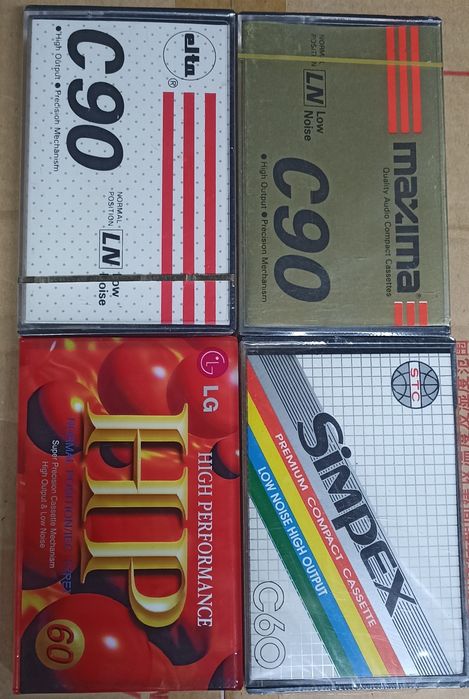 elta
®
C90
NORMAL
POSITION
LN
Low
Noise
• High Output • Precision Mechanism
maxima
Quality Audio Compact Cassettes
NORMAL
POSITION
LN
Low
Noise
C90
• High Output • Precision Mechanism
LG
HIGH PERFORMANCE
HUP
Super Precision Cassette Mechanism
High Output & Low Noise
60
STC
SIMPEX
PREMIUM COMPACT CASSETTE
LOW NOISE HIGH OUTPUT
C60